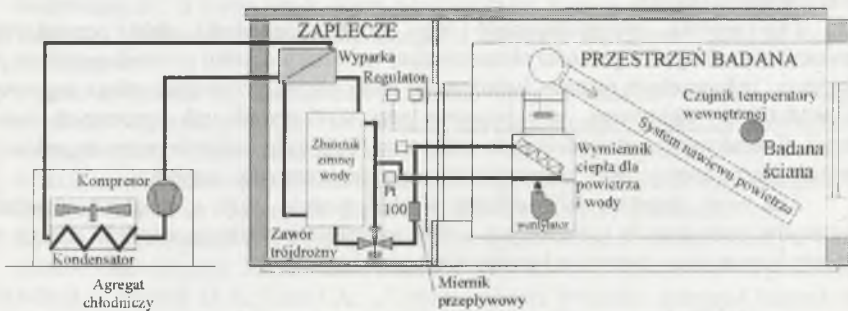 ZAPLECZE
Wyparka
Regulator
Zbiornik
zimnej
wody
Pt
100
Zawór
trójdrożny
Kompresor
Kondensator
Agregat
chłodniczy
Miernik
przepływowy
PRZESTRZEŃ BADANA
Czujnik temperatury
wewnętrznej
Badana
ściana
System nawiewu powietrza
Wymiennik
ciepła dla
powietrza
i wody
wentylator